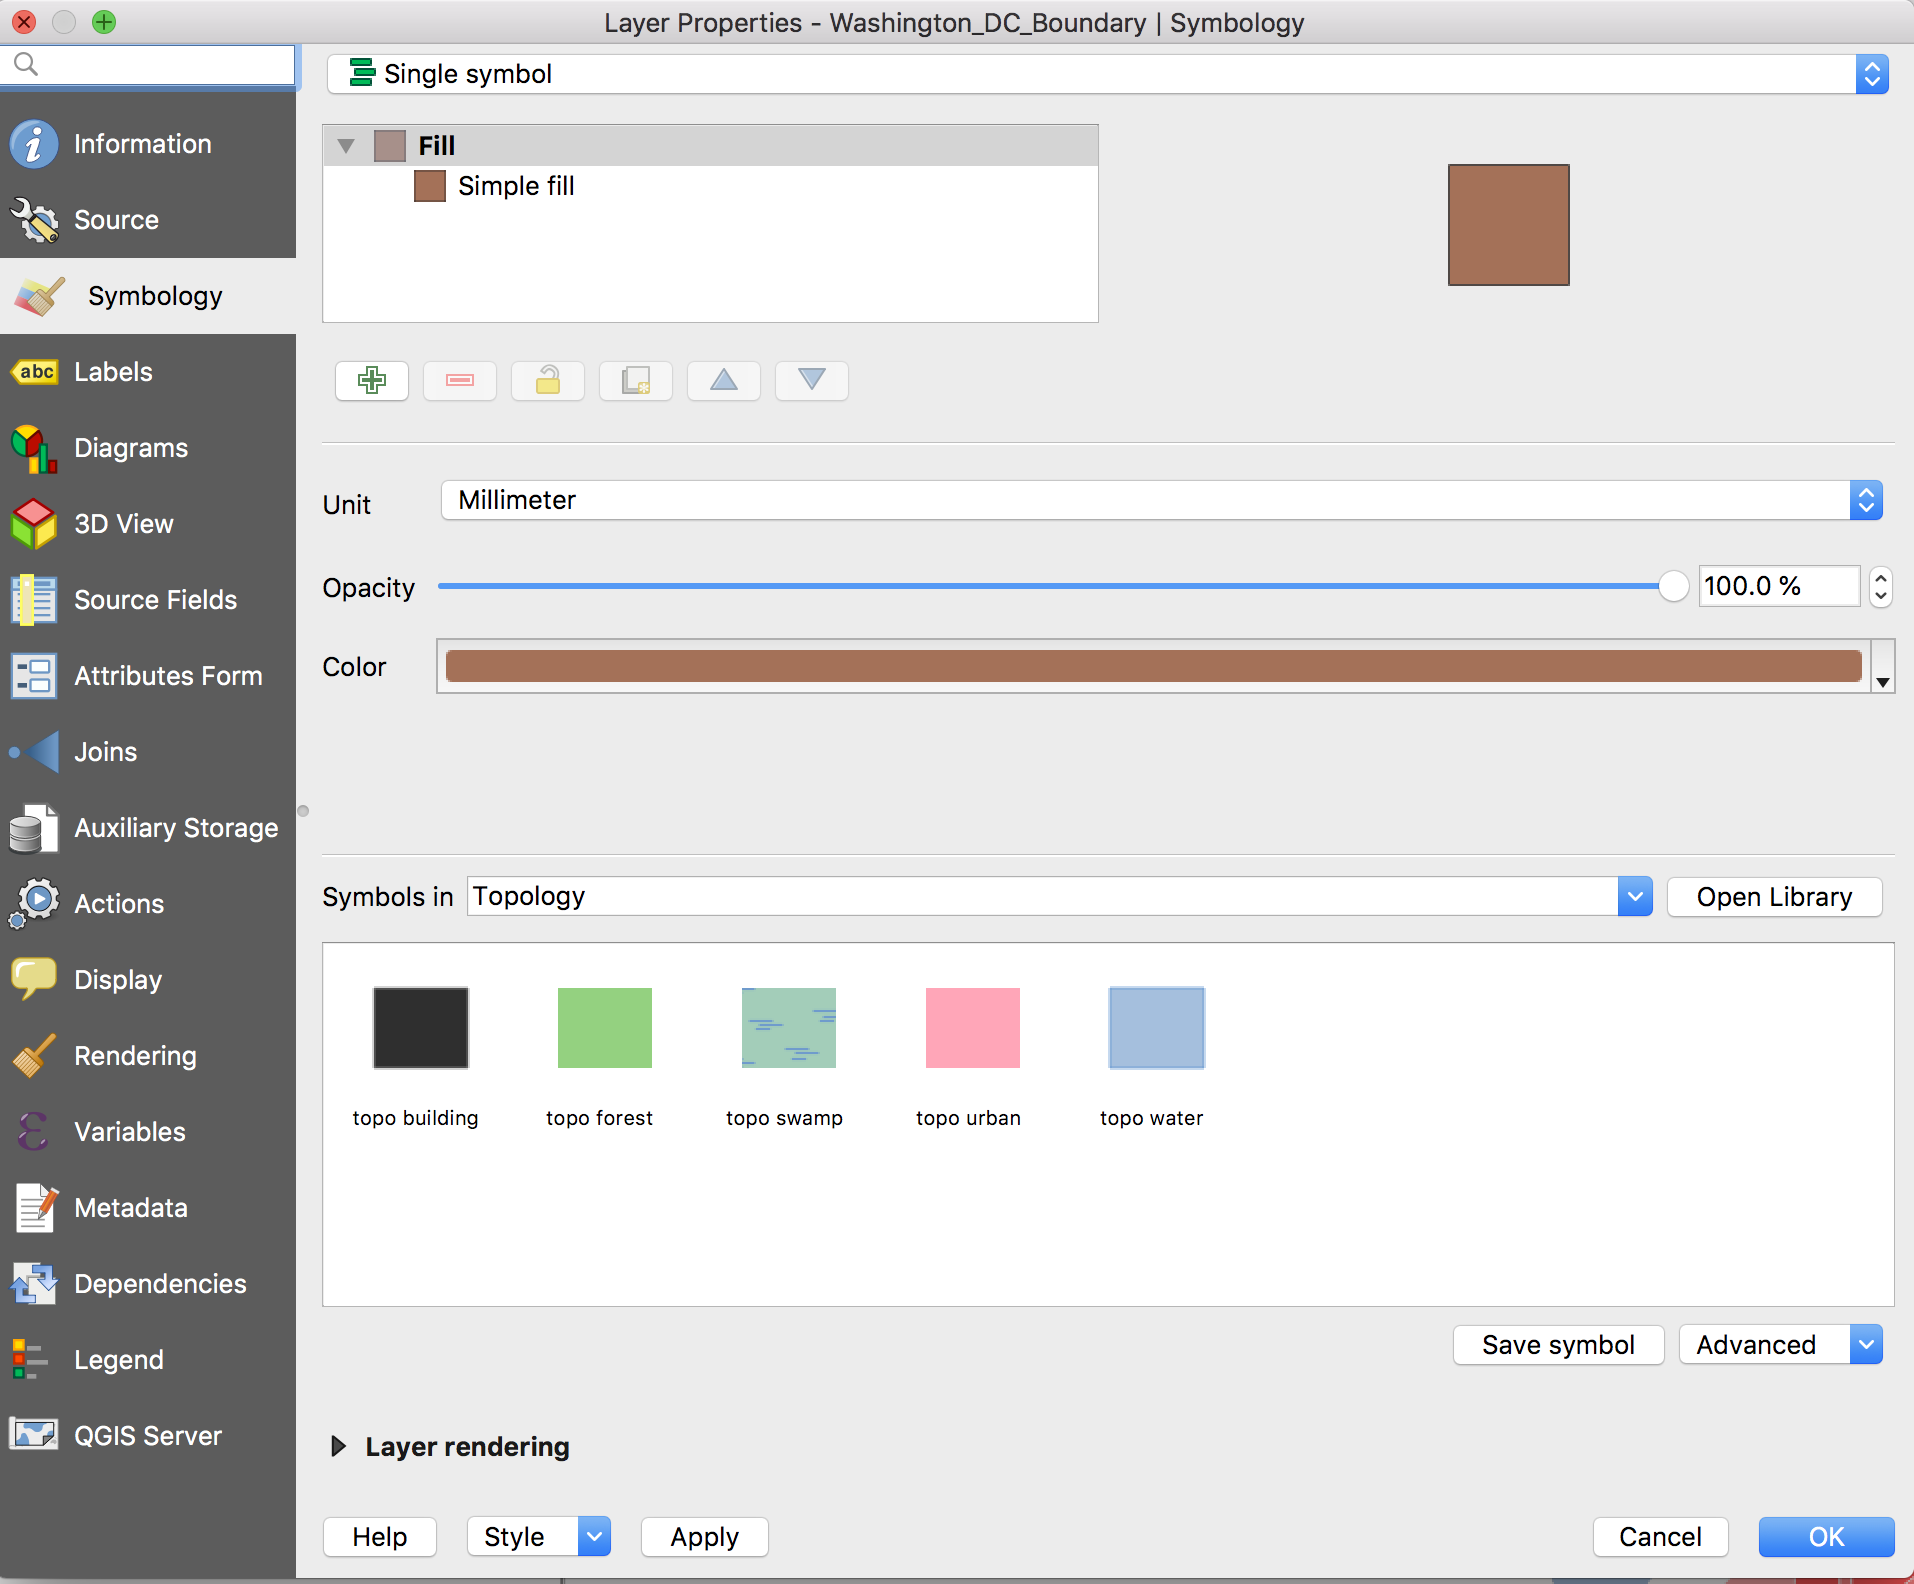 Layer Properties - Washington_DC_Boundary | Symbology
Information
Source
Symbology
Labels
abc
Diagrams
3D View
Source Fields
Attributes Form
Joins
Auxiliary Storage
Actions
Display
Rendering
Variables
Metadata
Dependencies
Legend
QGIS Server
Single symbol
Fill
Simple fill
Unit
Millimeter
Opacity
100.0 %
Color
Symbols in
Topology
Open Library
topo building
topo forest
topo swamp
topo urban
topo water
Save symbol
Advanced
Layer rendering
Help
Style
Apply
Cancel
OK